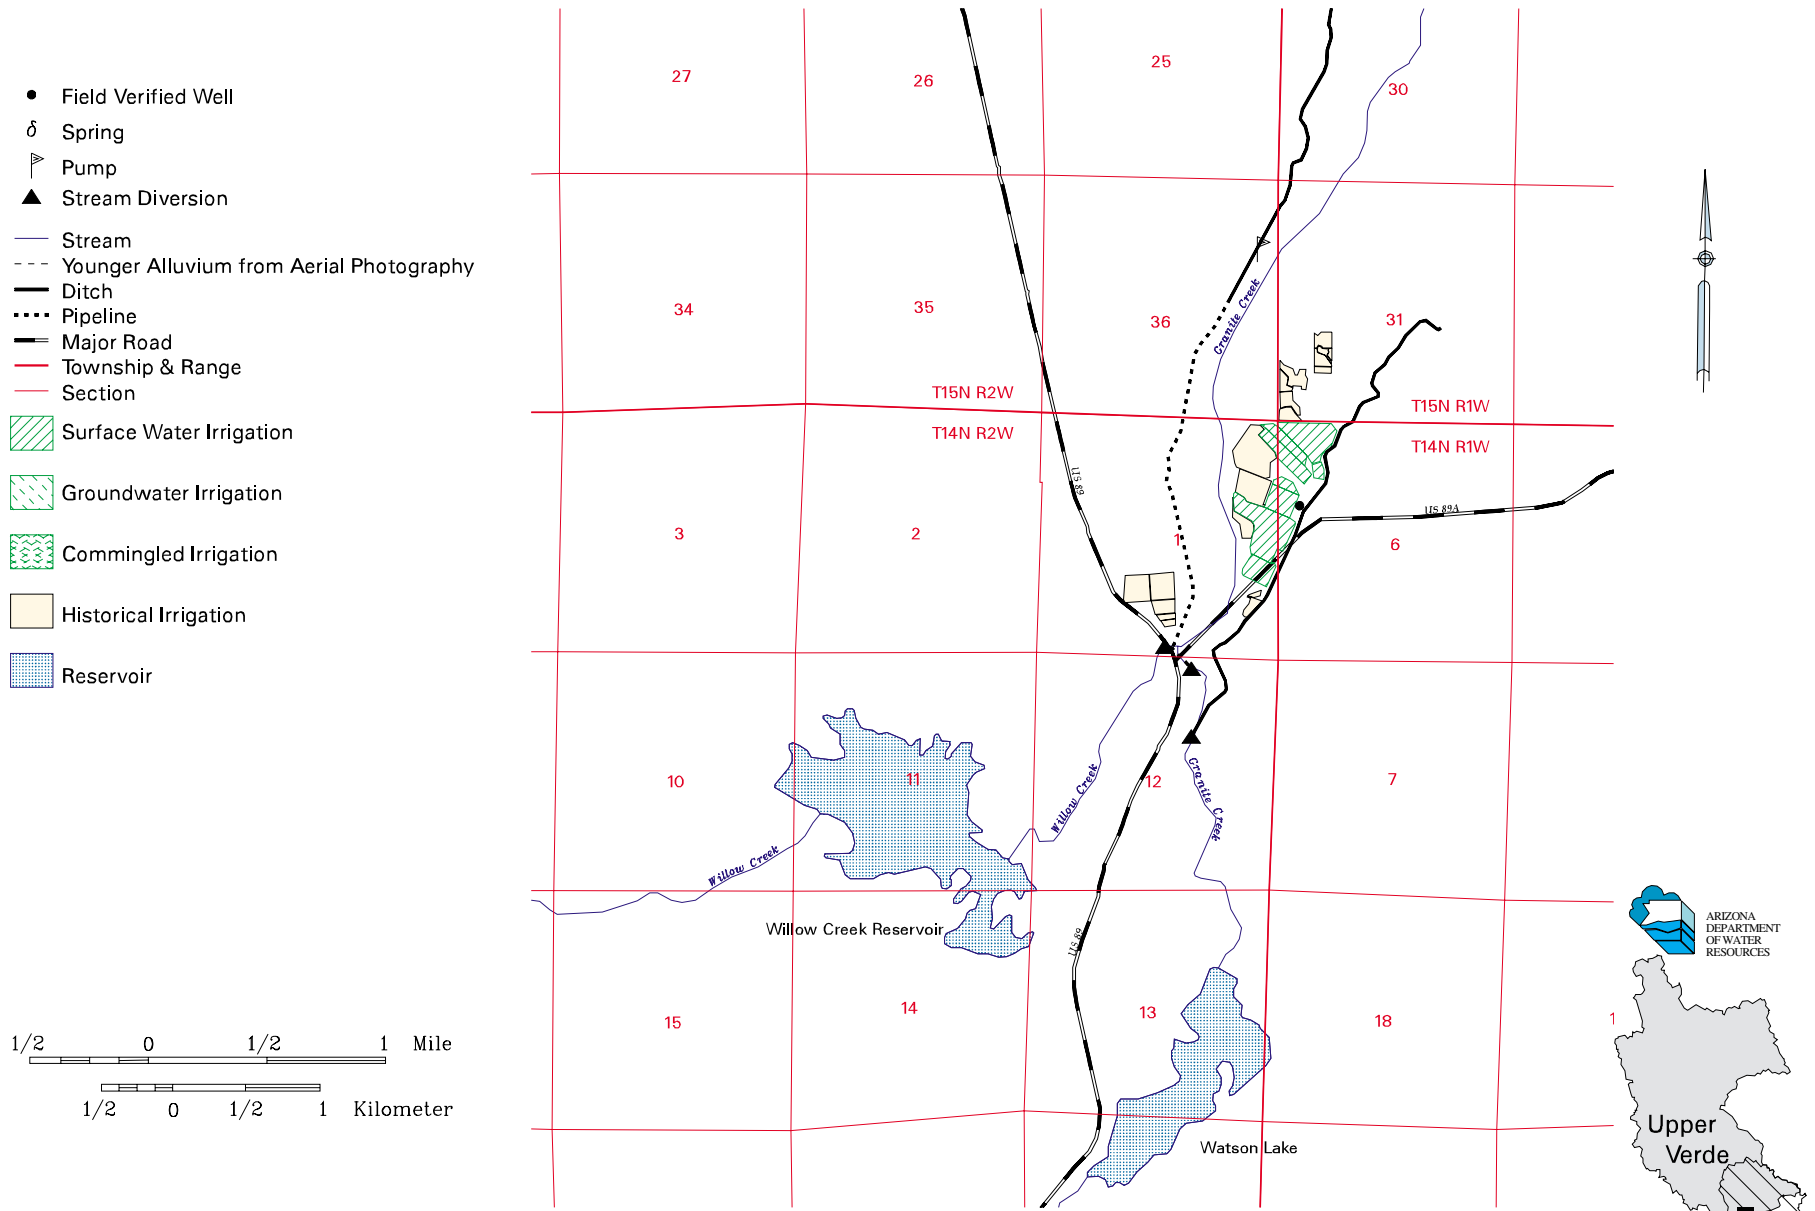 Field Verified Well
Spring
Pump
Stream Diversion
Stream
Younger Alluvium from Aerial Photography
Ditch
Pipeline
Major Road
Township & Range
Section
Surface Water Irrigation
Groundwater Irrigation
Commingled Irrigation
Historical Irrigation
Reservoir
1/2 0 1/2 1 Mile
1/2 0 1/2 1 Kilometer
27 26 25 30
34 35 36 31
Granite Creek
T15N R2W T15N R1W
T14N R2W T14N R1W
US 89
US 89A
3 2 1 6
10 11 12 7
Willow Creek
Granite Creek
Willow Creek
Willow Creek Reservoir
US 89
15 14 13 18 1
Watson Lake
ARIZONA
DEPARTMENT
OF WATER
RESOURCES
Upper
Verde